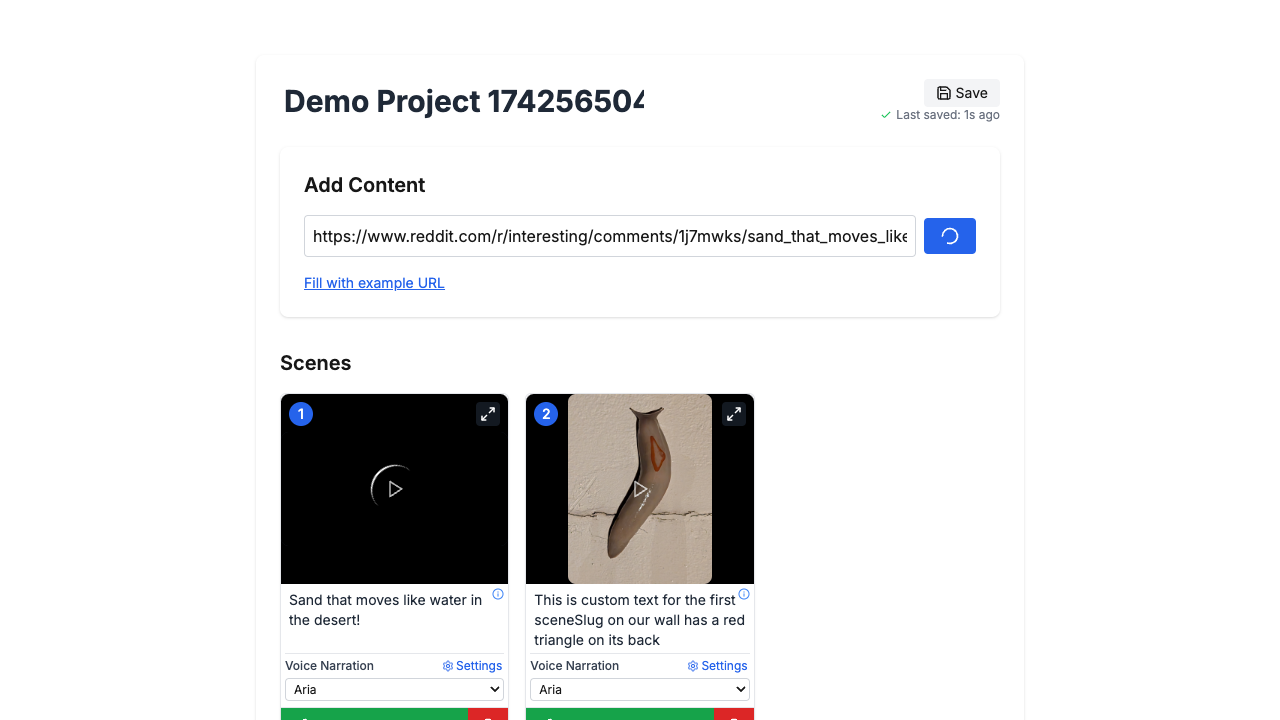 Demo Project 174256504
Save
Last saved: 1s ago
Add Content
https://www.reddit.com/r/interesting/comments/1j7mwks/sand_that_moves_like
Fill with example URL
Scenes
1
2
Sand that moves like water in
the desert!
This is custom text for the first
sceneSlug on our wall has a red
triangle on its back
Voice Narration
Settings
Aria
Voice Narration
Settings
Aria